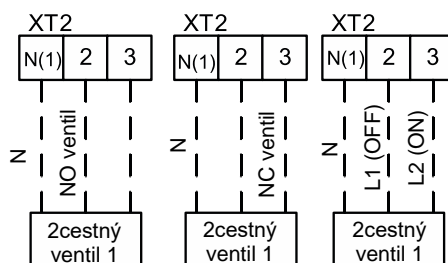 XT2
N(1) 2 3
N
NO ventil
2cestný
ventil 1
XT2
N(1) 2 3
N
NC ventil
2cestný
ventil 1
XT2
N(1) 2 3
N
L1 (OFF)
L2 (ON)
2cestný
ventil 1